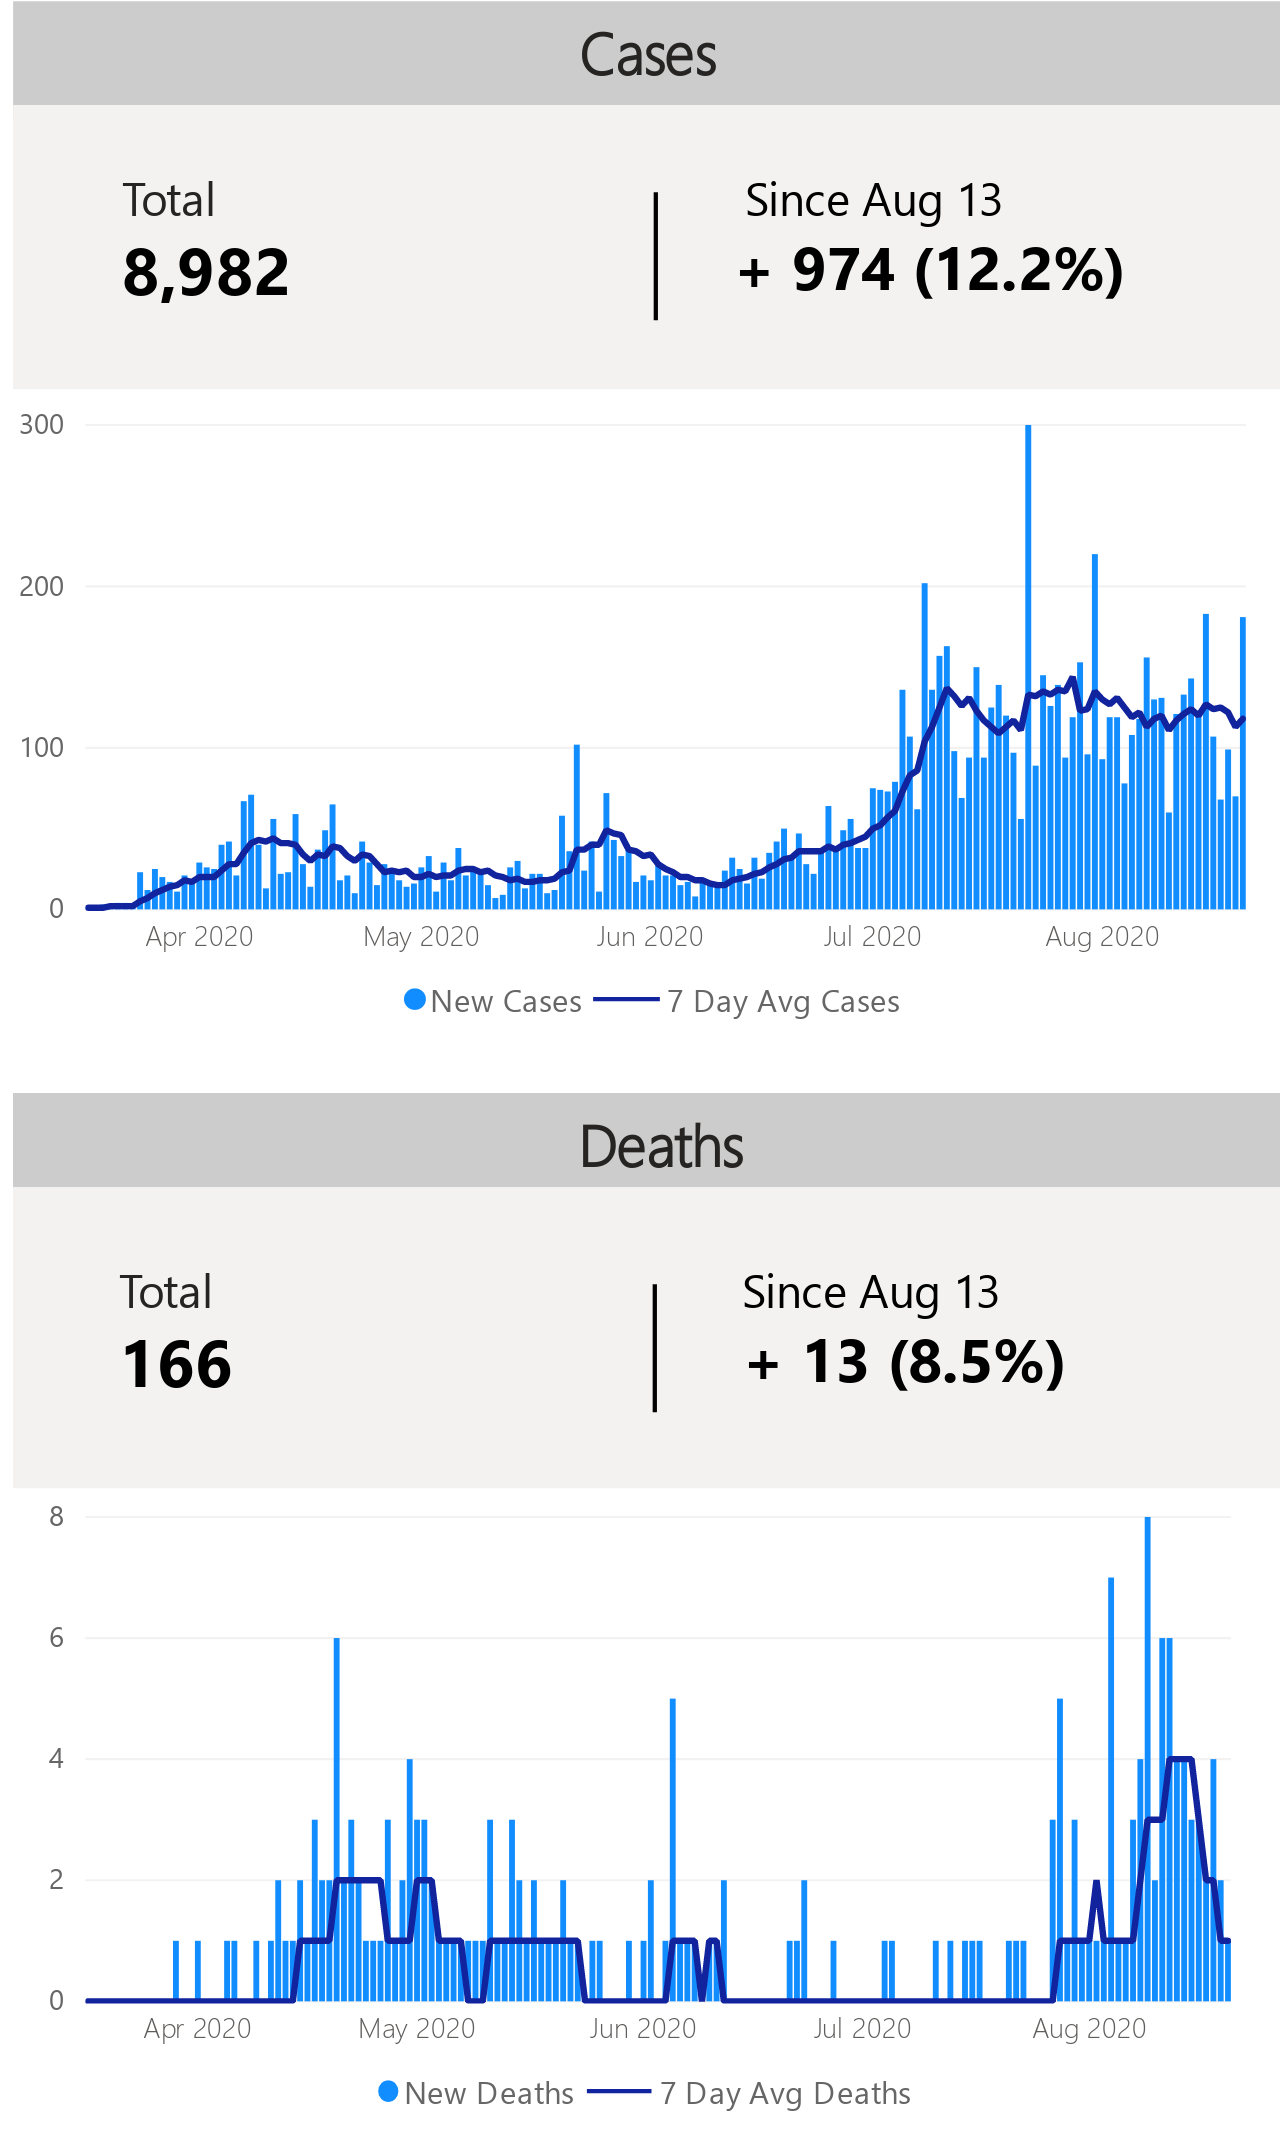 Cases
Total
8,982
Since Aug 13
+ 974 (12.2%)
300
200
100
0
Apr 2020
May 2020
Jun 2020
Jul 2020
Aug 2020
New Cases
7 Day Avg Cases
Deaths
Total
166
Since Aug 13
+ 13 (8.5%)
8
6
4
2
0
Apr 2020
May 2020
Jun 2020
Jul 2020
Aug 2020
New Deaths
7 Day Avg Deaths